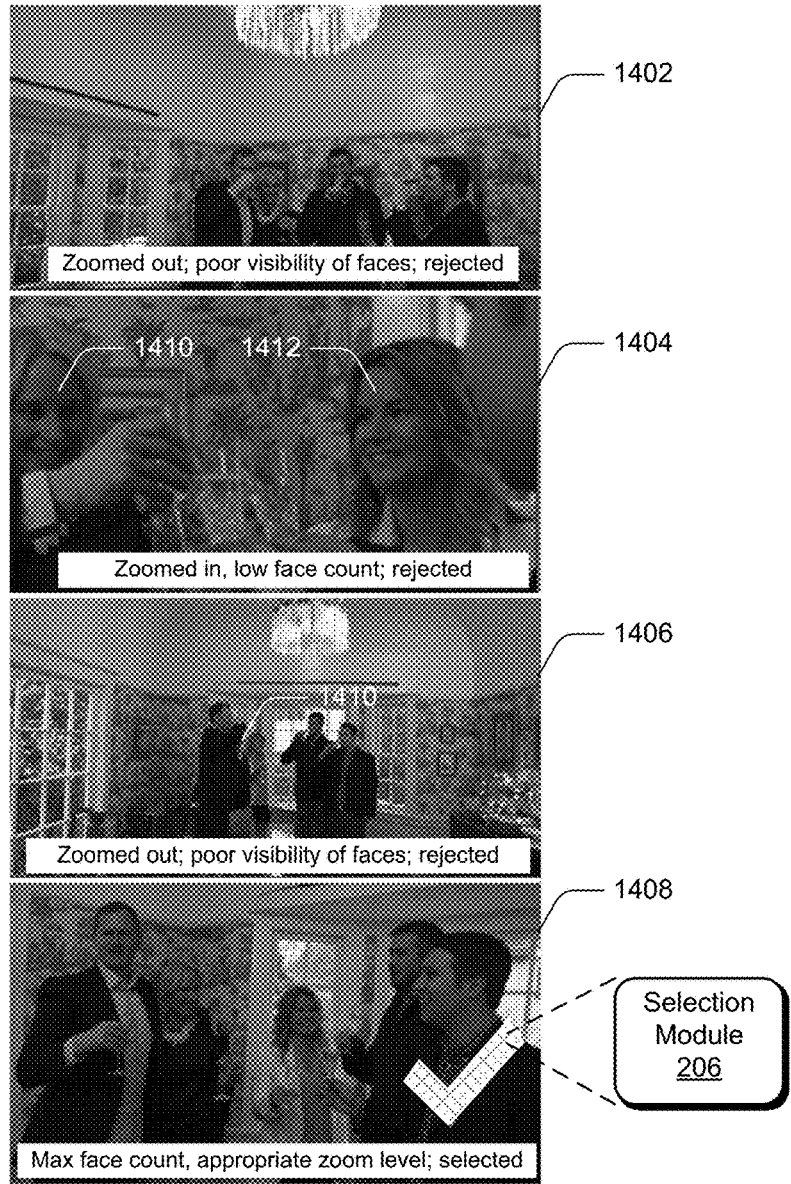 1402
Zoomed out; poor visibility of faces; rejected
1410 1412
1404
Zoomed in, low face count; rejected
1406
1410
Zoomed out; poor visibility of faces; rejected
1408
Selection
Module
206
Max face count, appropriate zoom level; selected